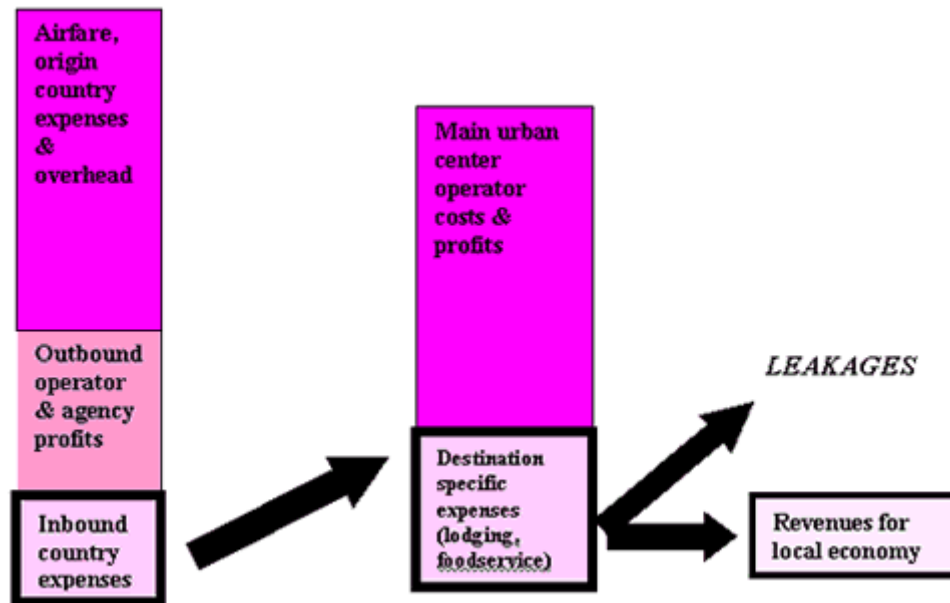 Airfare,
origin
country
expenses
&
overhead
Outbound
operator
& agency
profits
Inbound
country
expenses
Main urban
center
operator
costs &
profits
Destination
specific
expenses
(lodging,
foodservice)
LEAKAGES
Revenues for
local economy